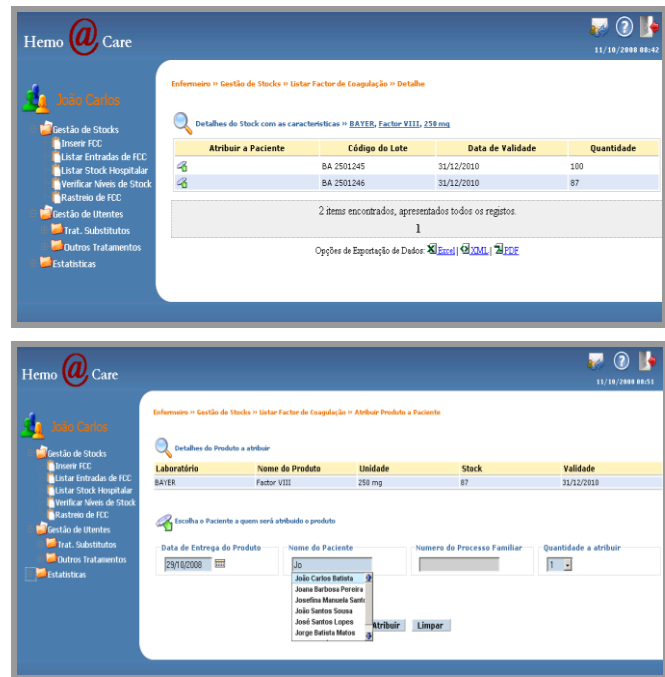 Hemo @ Care
11/10/2008 08:42
João Carlos
Gestão de Stocks
Inserir FCC
Listar Entradas de FCC
Listar Stock Hospitalar
Verificar Níveis de Stock
Rastreio de FCC
Gestão de Utentes
Trat. Substitutos
Outros Tratamentos
Estatísticas
Enfermeiro » Gestão de Stocks » Listar Factor de Coagulação » Detalhe
Detalhes do Stock com as características » BAYER, Factor VIII, 250 mg
Atribuir a Paciente Código do Lote Data de Validade Quantidade
BA 2501245 31/12/2010 100
BA 2501246 31/12/2010 87
2 items encontrados, apresentados todos os registos.
1
Opções de Exportação de Dados: Excel | XML | PDF
Hemo @ Care
11/10/2008 08:51
João Carlos
Gestão de Stocks
Inserir FCC
Listar Entradas de FCC
Listar Stock Hospitalar
Verificar Níveis de Stock
Rastreio de FCC
Gestão de Utentes
Trat. Substitutos
Outros Tratamentos
Estatísticas
Enfermeiro » Gestão de Stocks » Listar Factor de Coagulação » Atribuir Produto a Paciente
Detalhes do Produto a atribuir
Laboratório Nome do Produto Unidade Stock Validade
BAYER Factor VIII 250 mg 87 31/12/2010
Escolha o Paciente a quem será atribuído o produto
Data de Entrega do Produto Nome do Paciente Numero do Processo Familiar Quantidade a atribuir
29/10/2008 Jo 1
João Carlos Batista
Joana Barbosa Pereira
Josefina Manuela Sant
João Santos Sousa
José Santos Lopes
Jorge Batista Matos
Atribuir Limpar